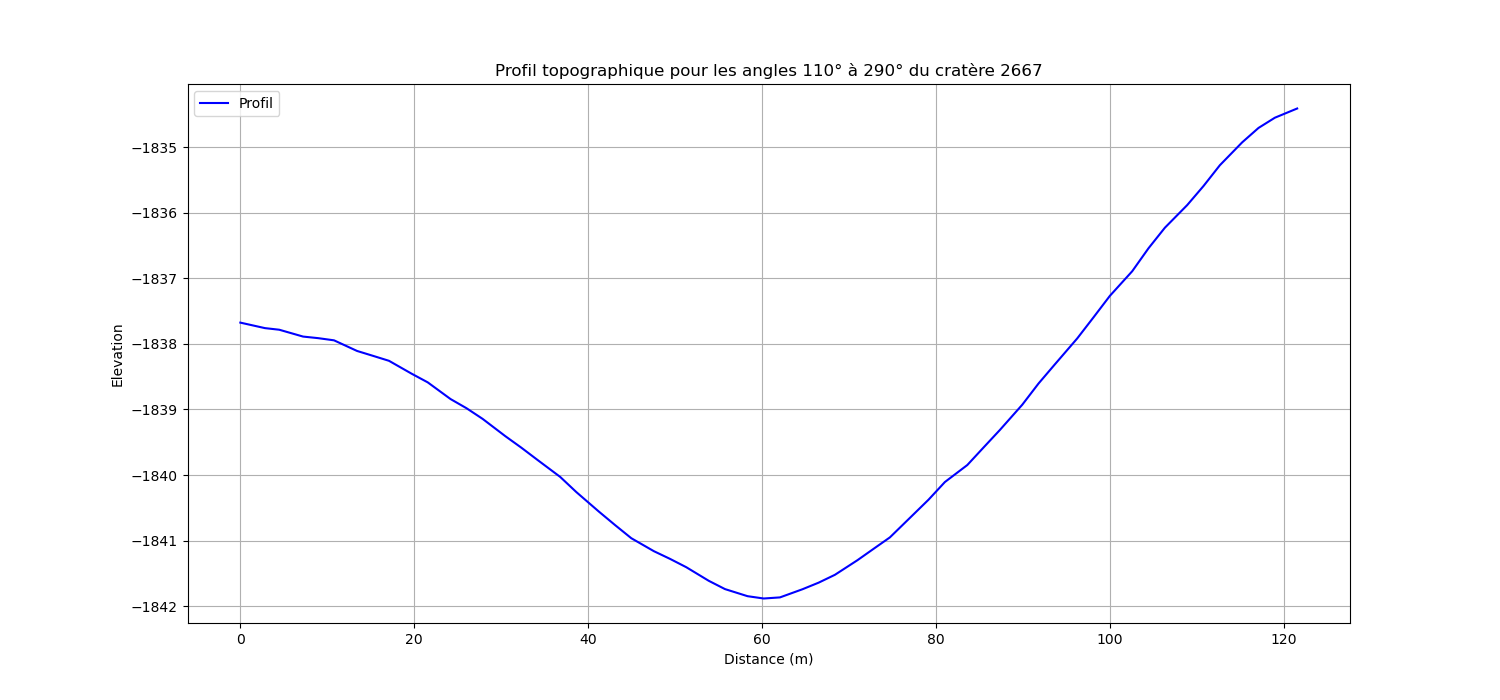 Profil topographique pour les angles 110° à 290° du cratère 2667
Profil
−1835
−1836
−1837
−1838
−1839
−1840
−1841
−1842
Elevation
0 20 40 60 80 100 120
Distance (m)